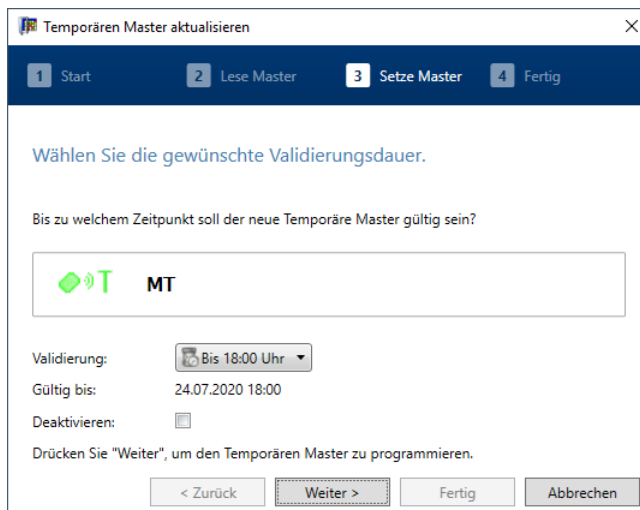 Temporären Master aktualisieren
1 Start 2 Lese Master 3 Setze Master 4 Fertig
Wählen Sie die gewünschte Validierungsdauer.
Bis zu welchem Zeitpunkt soll der neue Temporäre Master gültig sein?
T MT
Validierung: Bis 18:00 Uhr
Gültig bis: 24.07.2020 18:00
Deaktivieren:
Drücken Sie "Weiter", um den Temporären Master zu programmieren.
< Zurück Weiter > Fertig Abbrechen